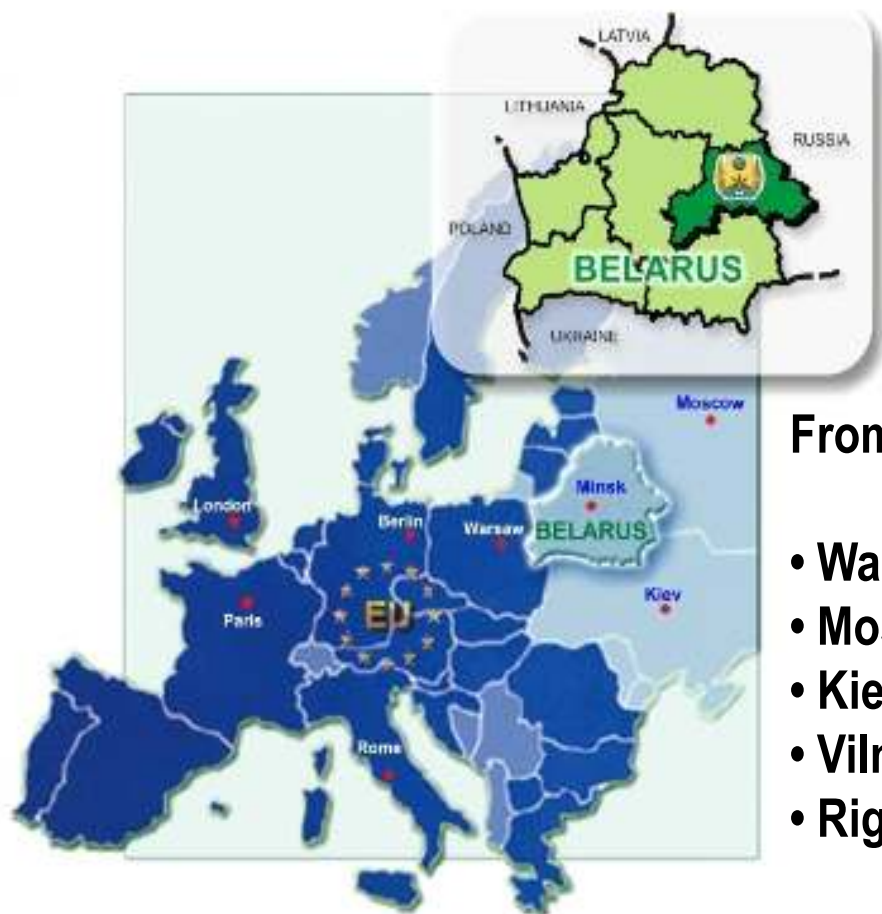 LATVIA
LITHUANIA
RUSSIA
POLAND
BELARUS
UKRAINE
Moscow
From
Minsk
London
Berlin
Warsaw
BELARUS
• Wa
Kiev
Paris
EU
• Mos
• Kie
• Viln
Rome
• Rig